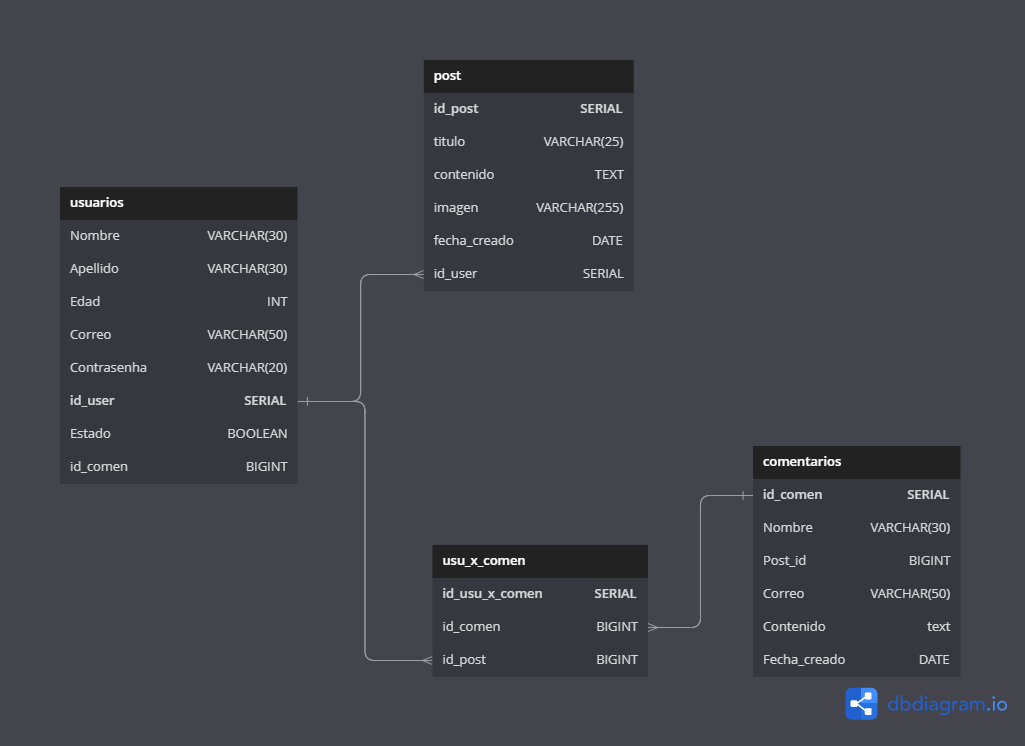 post
id_post SERIAL
titulo VARCHAR(25)
contenido TEXT
imagen VARCHAR(255)
fecha_creado DATE
id_user SERIAL
usuarios
Nombre VARCHAR(30)
Apellido VARCHAR(30)
Edad INT
Correo VARCHAR(50)
Contrasenha VARCHAR(20)
id_user SERIAL
Estado BOOLEAN
id_comen BIGINT
comentarios
id_comen SERIAL
Nombre VARCHAR(30)
Post_id BIGINT
Correo VARCHAR(50)
Contenido text
Fecha_creado DATE
usu_x_comen
id_usu_x_comen SERIAL
id_comen BIGINT
id_post BIGINT
dbdiagram.io